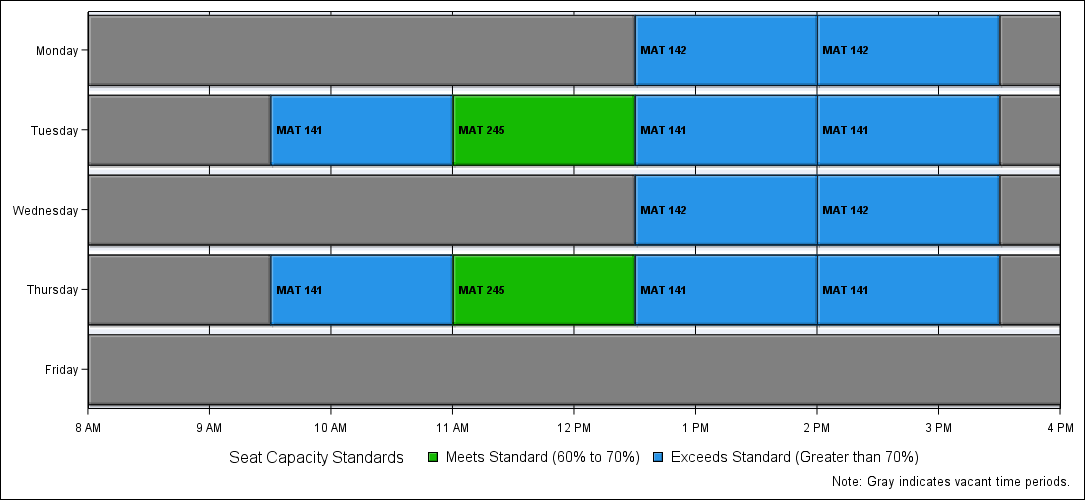 Monday MAT 142 MAT 142
Tuesday MAT 141 MAT 245 MAT 141 MAT 141
Wednesday MAT 142 MAT 142
Thursday MAT 141 MAT 245 MAT 141 MAT 141
Friday
8 AM 9 AM 10 AM 11 AM 12 PM 1 PM 2 PM 3 PM 4 PM
Seat Capacity Standards Meets Standard (60% to 70%) Exceeds Standard (Greater than 70%)
Note: Gray indicates vacant time periods.